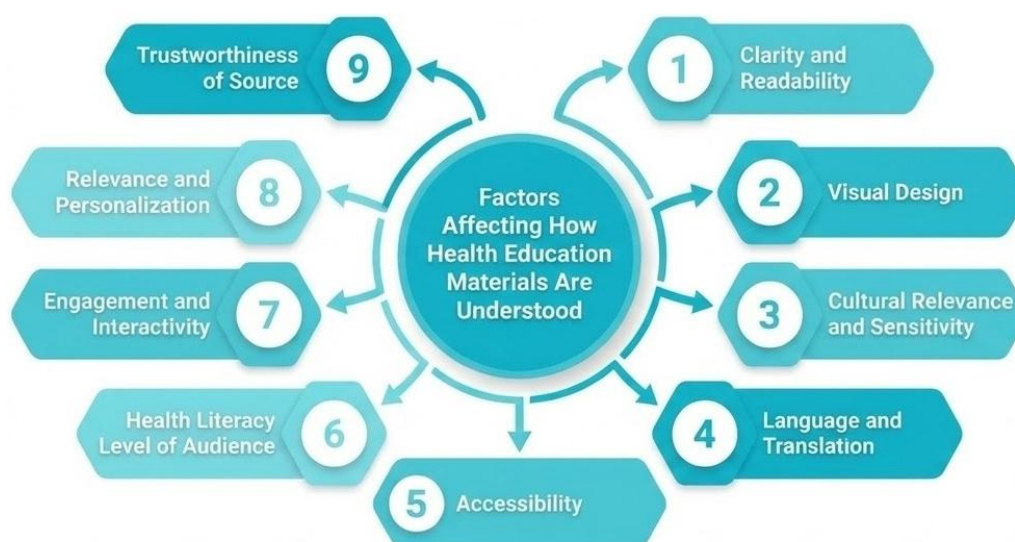 Factors
Affecting How
Health Education
Materials Are
Understood
1
Clarity and
Readability
2
Visual Design
3
Cultural Relevance
and Sensitivity
4
Language and
Translation
5
Accessibility
6
Health Literacy
Level of Audience
7
Engagement and
Interactivity
8
Relevance and
Personalization
9
Trustworthiness
of Source